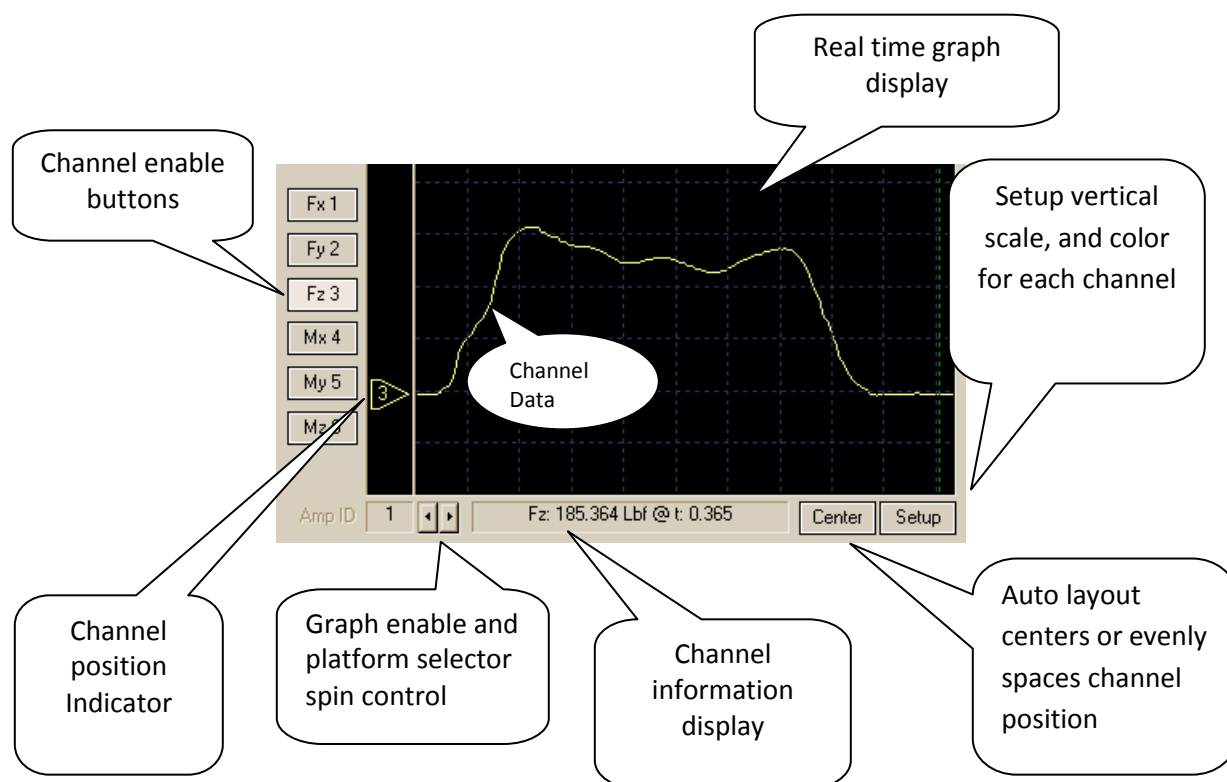 Real time graph
display
Channel enable
buttons
Setup vertical
scale, and color
for each channel
Fx 1
Fy 2
Fz 3
Mx 4
My 5
Mz 6
3
Channel
Data
Amp ID
1
Fz: 185.364 Lbf @ t: 0.365
Center
Setup
Channel
position
Indicator
Graph enable and
platform selector
spin control
Channel
information
display
Auto layout
centers or evenly
spaces channel
position